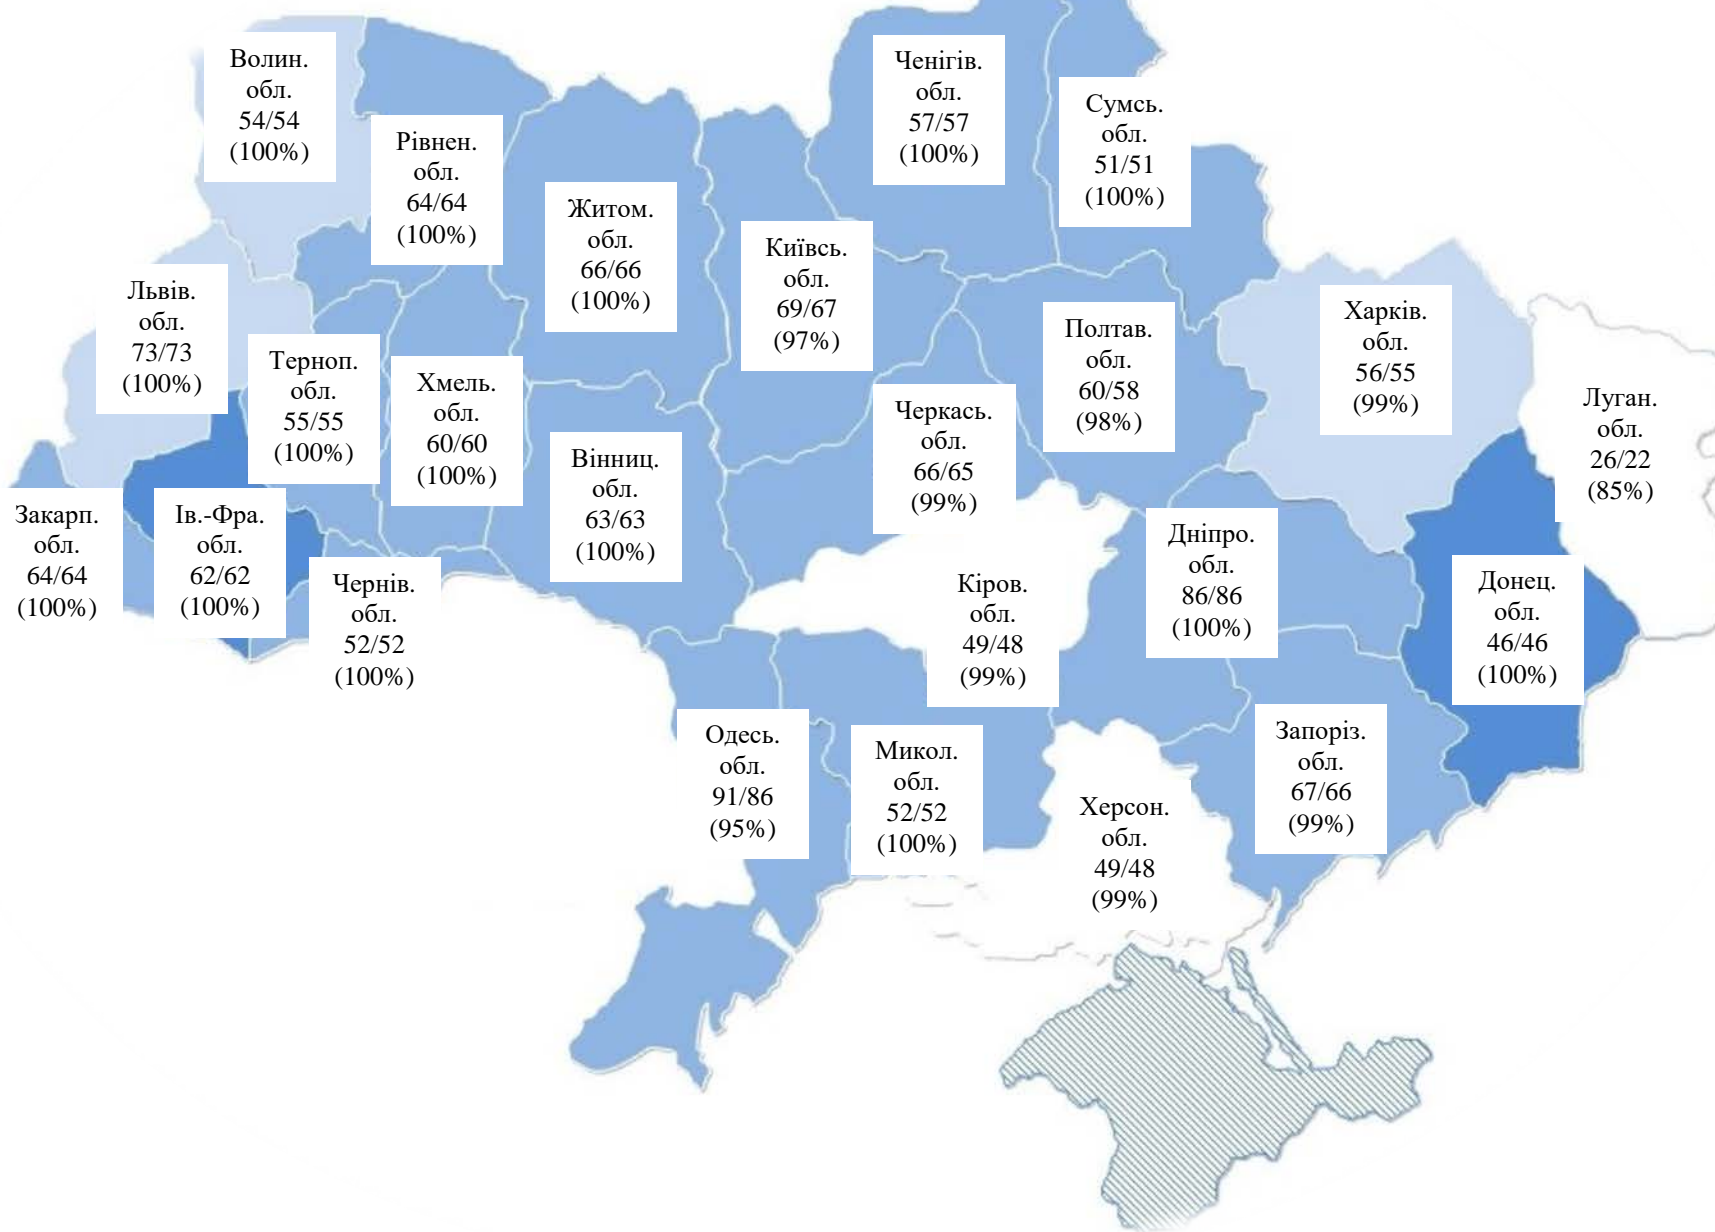 Волин.
обл.
54/54
(100%)
Рівнен.
обл.
64/64
(100%)
Житом.
обл.
66/66
(100%)
Київсь.
обл.
69/67
(97%)
Ченігів.
обл.
57/57
(100%)
Сумсь.
обл.
51/51
(100%)
Львів.
обл.
73/73
(100%)
Терноп.
обл.
55/55
(100%)
Хмель.
обл.
60/60
(100%)
Вінниц.
обл.
63/63
(100%)
Черкась.
обл.
66/65
(99%)
Полтав.
обл.
60/58
(98%)
Харків.
обл.
56/55
(99%)
Луган.
обл.
26/22
(85%)
Закарп.
обл.
64/64
(100%)
Ів.-Фра.
обл.
62/62
(100%)
Чернів.
обл.
52/52
(100%)
Кіров.
обл.
49/48
(99%)
Дніпро.
обл.
86/86
(100%)
Донец.
обл.
46/46
(100%)
Одесь.
обл.
91/86
(95%)
Микол.
обл.
52/52
(100%)
Херсон.
обл.
49/48
(99%)
Запоріз.
обл.
67/66
(99%)